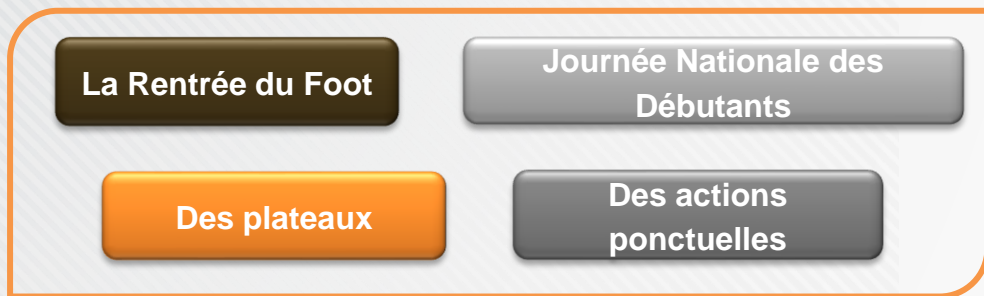 La Rentrée du Foot
Journée Nationale des
Débutants
Des plateaux
Des actions
ponctuelles